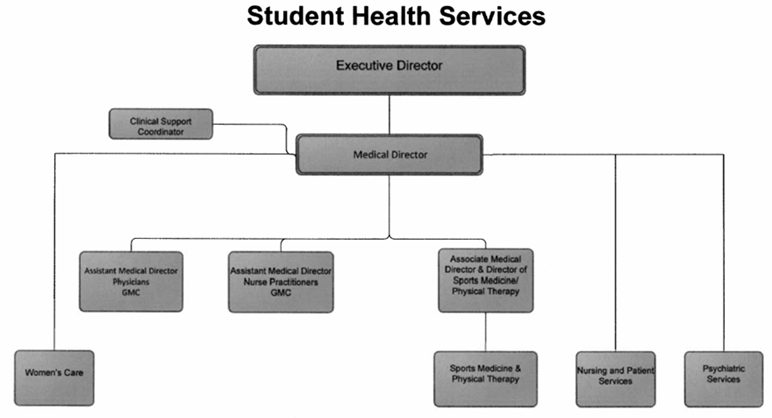 Student Health Services
Executive Director
Clinical Support
Coordinator
Medical Director
Assistant Medical Director
Physicians
GMC
Assistant Medical Director
Nurse Practitioners
GMC
Associate Medical
Director & Director of
Sports Medicine/
Physical Therapy
Women's Care
Sports Medicine &
Physical Therapy
Nursing and Patient
Services
Psychiatric
Services